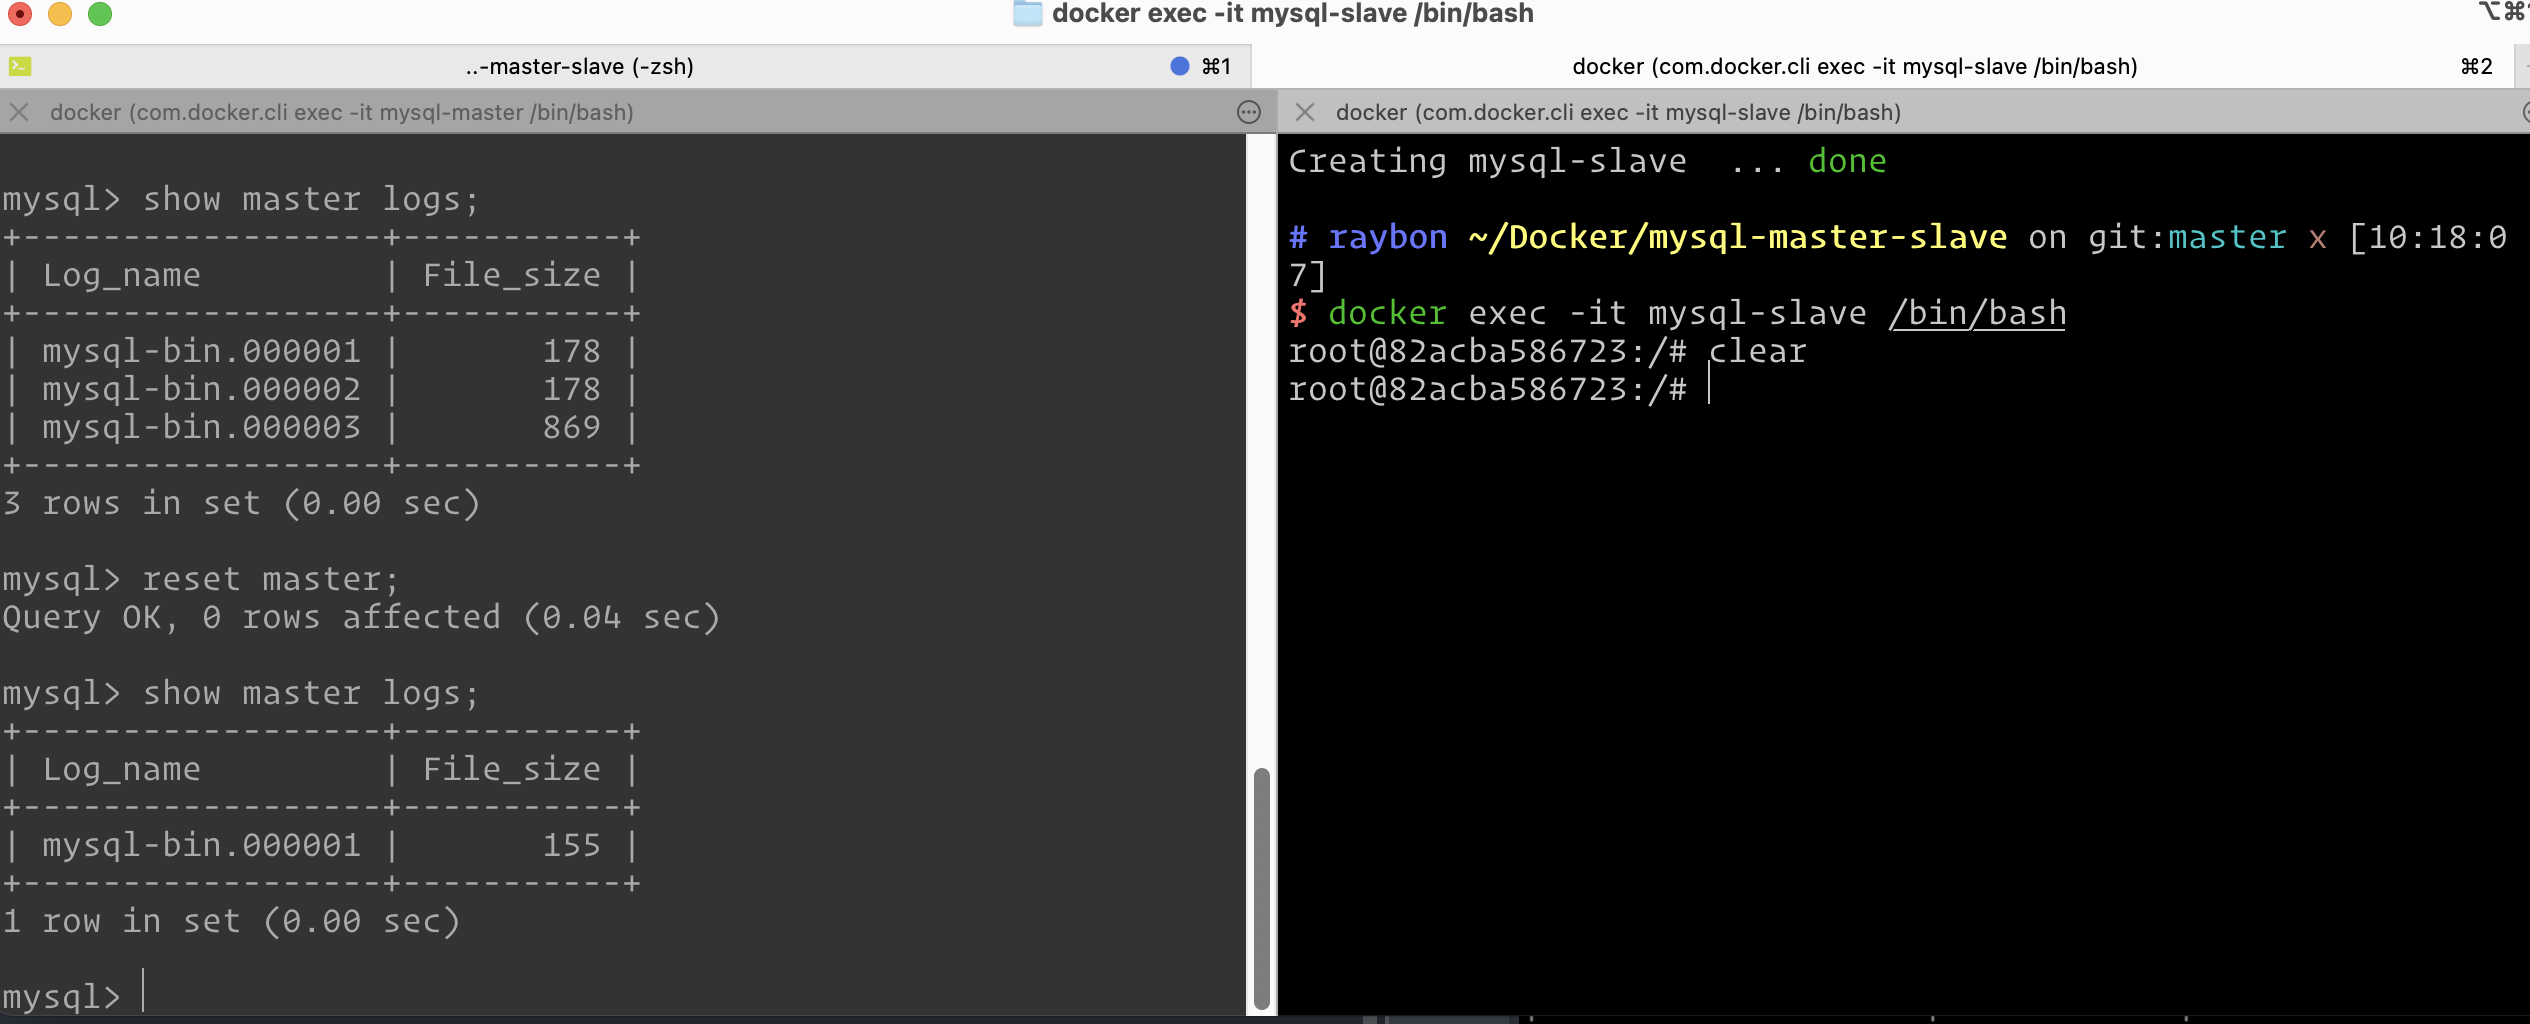 docker exec -it mysql-slave /bin/bash
⌥⌘1
..-master-slave (-zsh)
⌘1
docker (com.docker.cli exec -it mysql-slave /bin/bash)
⌘2
docker (com.docker.cli exec -it mysql-master /bin/bash)
mysql> show master logs;
+------------------+-----------+
| Log_name         | File_size |
+------------------+-----------+
| mysql-bin.000001 |       178 |
| mysql-bin.000002 |       178 |
| mysql-bin.000003 |       869 |
+------------------+-----------+
3 rows in set (0.00 sec)
mysql> reset master;
Query OK, 0 rows affected (0.04 sec)
mysql> show master logs;
+------------------+-----------+
| Log_name         | File_size |
+------------------+-----------+
| mysql-bin.000001 |       155 |
+------------------+-----------+
1 row in set (0.00 sec)
mysql>
docker (com.docker.cli exec -it mysql-slave /bin/bash)
Creating mysql-slave  ... done
# raybon ~/Docker/mysql-master-slave on git:master x [10:18:0
7]
$ docker exec -it mysql-slave /bin/bash
root@82acba586723:/# clear
root@82acba586723:/#